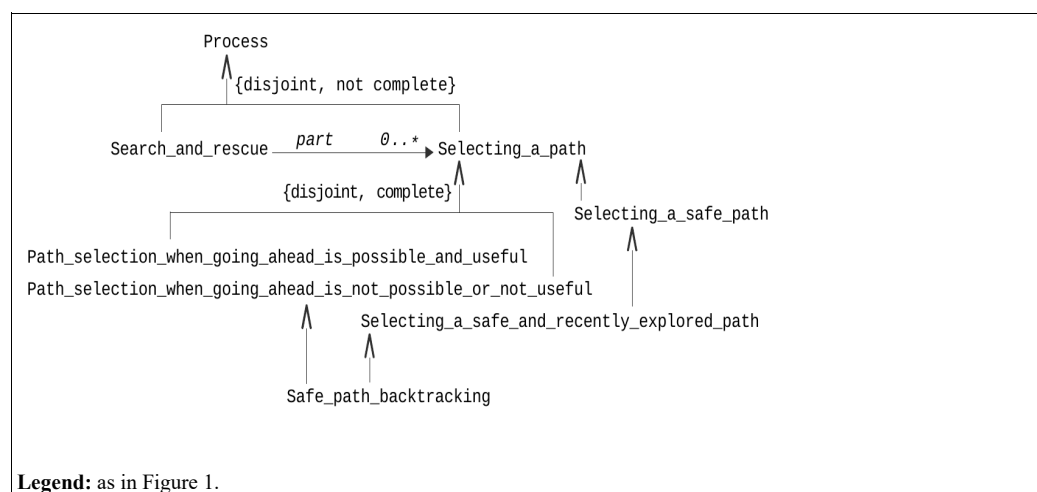 Process
{disjoint, not complete}
Search_and_rescue part 0..* Selecting_a_path
{disjoint, complete}
Selecting_a_safe_path
Path_selection_when_going_ahead_is_possible_and_useful
Path_selection_when_going_ahead_is_not_possible_or_not_useful
Selecting_a_safe_and_recently_explored_path
Safe_path_backtracking
Legend: as in Figure 1.